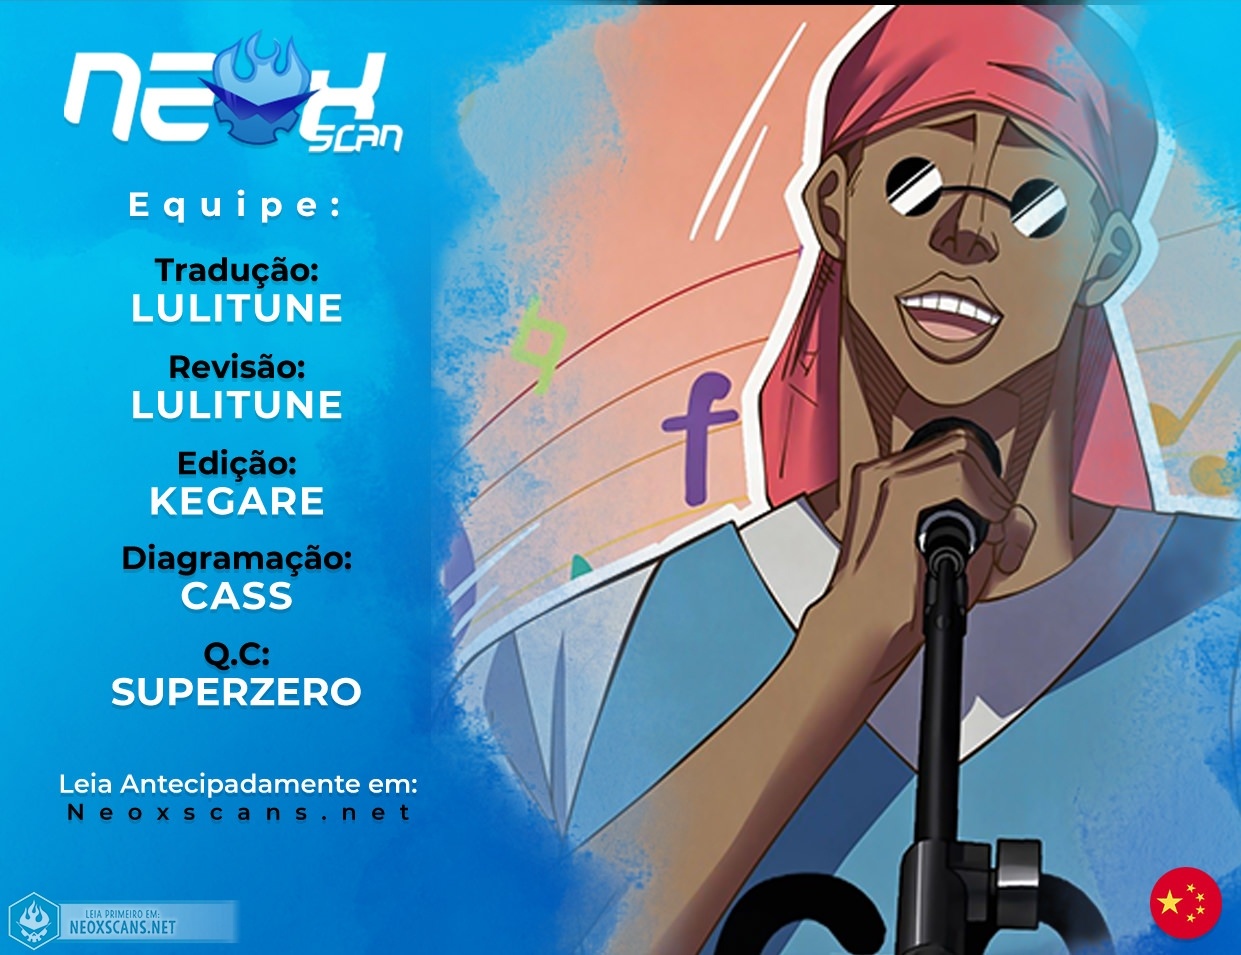 NEOX
SCAN
Equipe:
Tradução:
LULITUNE
Revisão:
LULITUNE
Edição:
KEGARE
Diagramação:
CASS
Q.C:
SUPERZERO
Leia Antecipadamente em:
Neoxscans.net
LEIA PRIMEIRO EM:
NEOXSCANS.NET